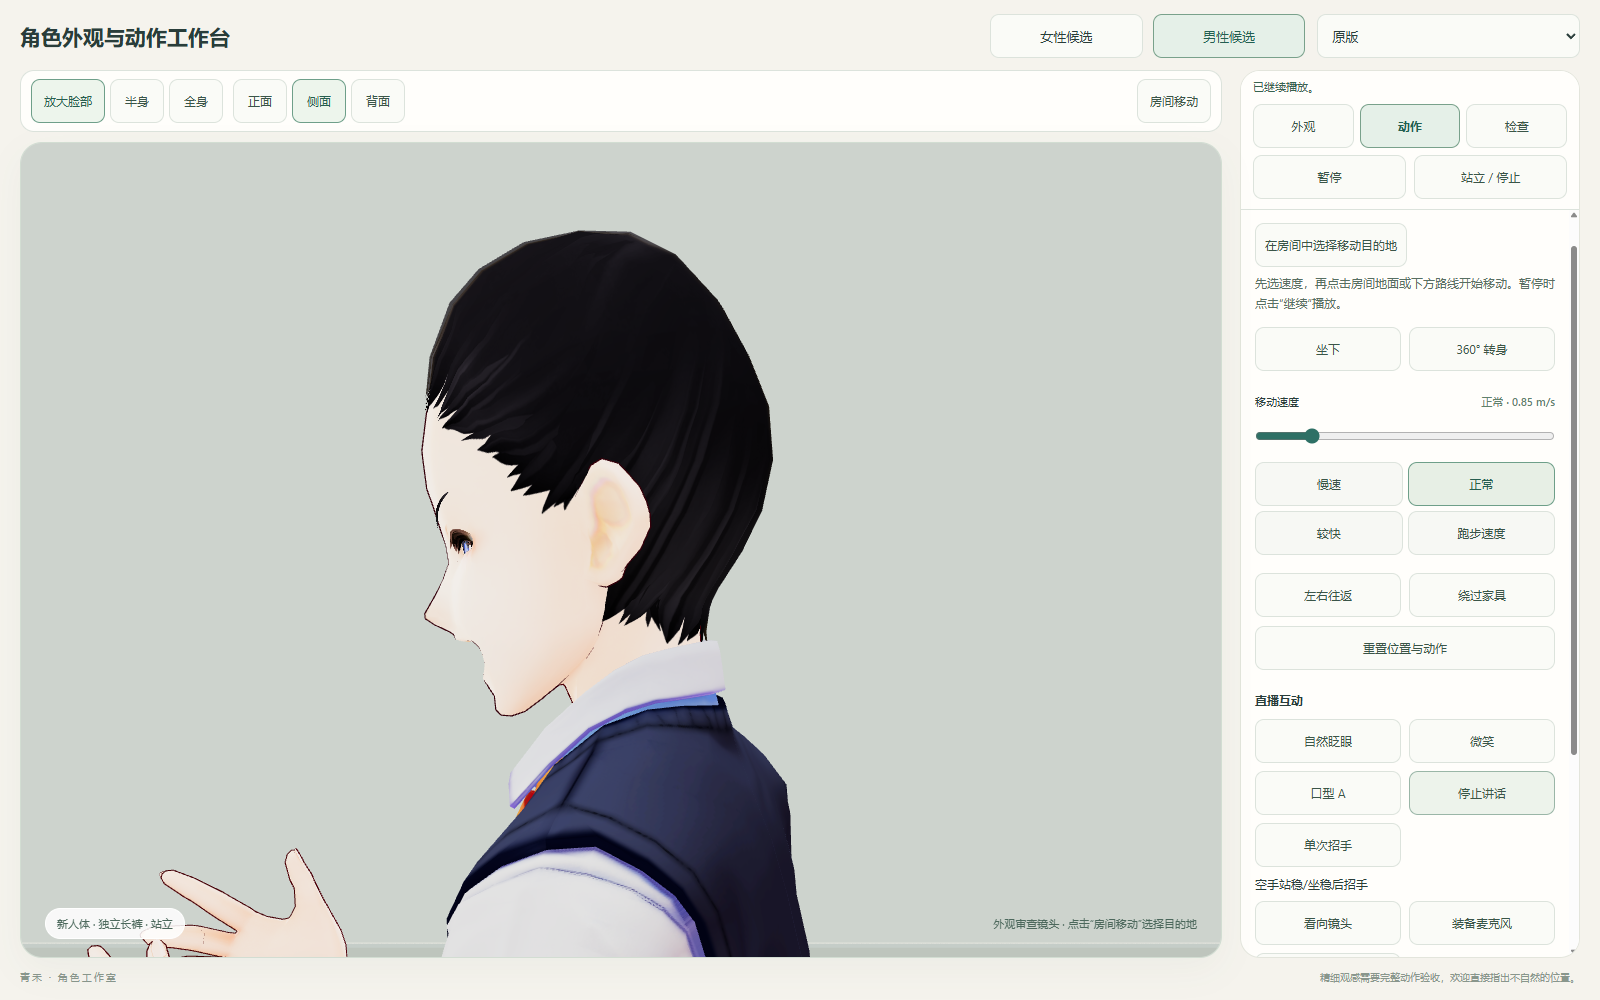 角色外观与动作工作台
女性候选
男性候选
原版
放大脸部
半身
全身
正面
侧面
背面
房间移动
已继续播放。
外观
动作
检查
暂停
站立 / 停止
在房间中选择移动目的地
先选速度，再点击房间地面或下方路线开始移动。暂停时
点击“继续”播放。
坐下
360° 转身
移动速度
正常 · 0.85 m/s
慢速
正常
较快
跑步速度
左右往返
绕过家具
重置位置与动作
直播互动
自然眨眼
微笑
口型 A
停止讲话
单次招手
空手站稳/坐稳后招手
看向镜头
装备麦克风
新人体 · 独立长裤 · 站立
外观审查镜头 · 点击“房间移动”选择目的地
青禾 · 角色工作室
精细观感需要完整动作验收，欢迎直接指出不自然的位置。